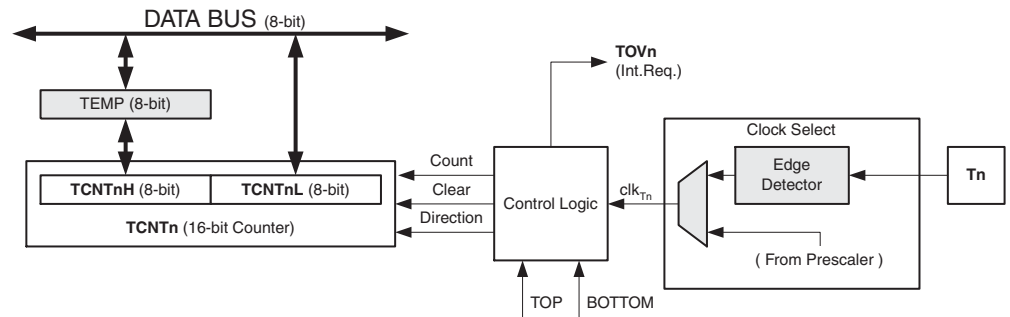 DATA BUS (8-bit)
TOVn
(Int.Req.)
TEMP (8-bit)
Clock Select
Count
Edge
Detector
TCNTnH (8-bit) TCNTnL (8-bit)
Clear
Control Logic
clkTn
Tn
TCNTn (16-bit Counter)
Direction
( From Prescaler )
TOP
BOTTOM